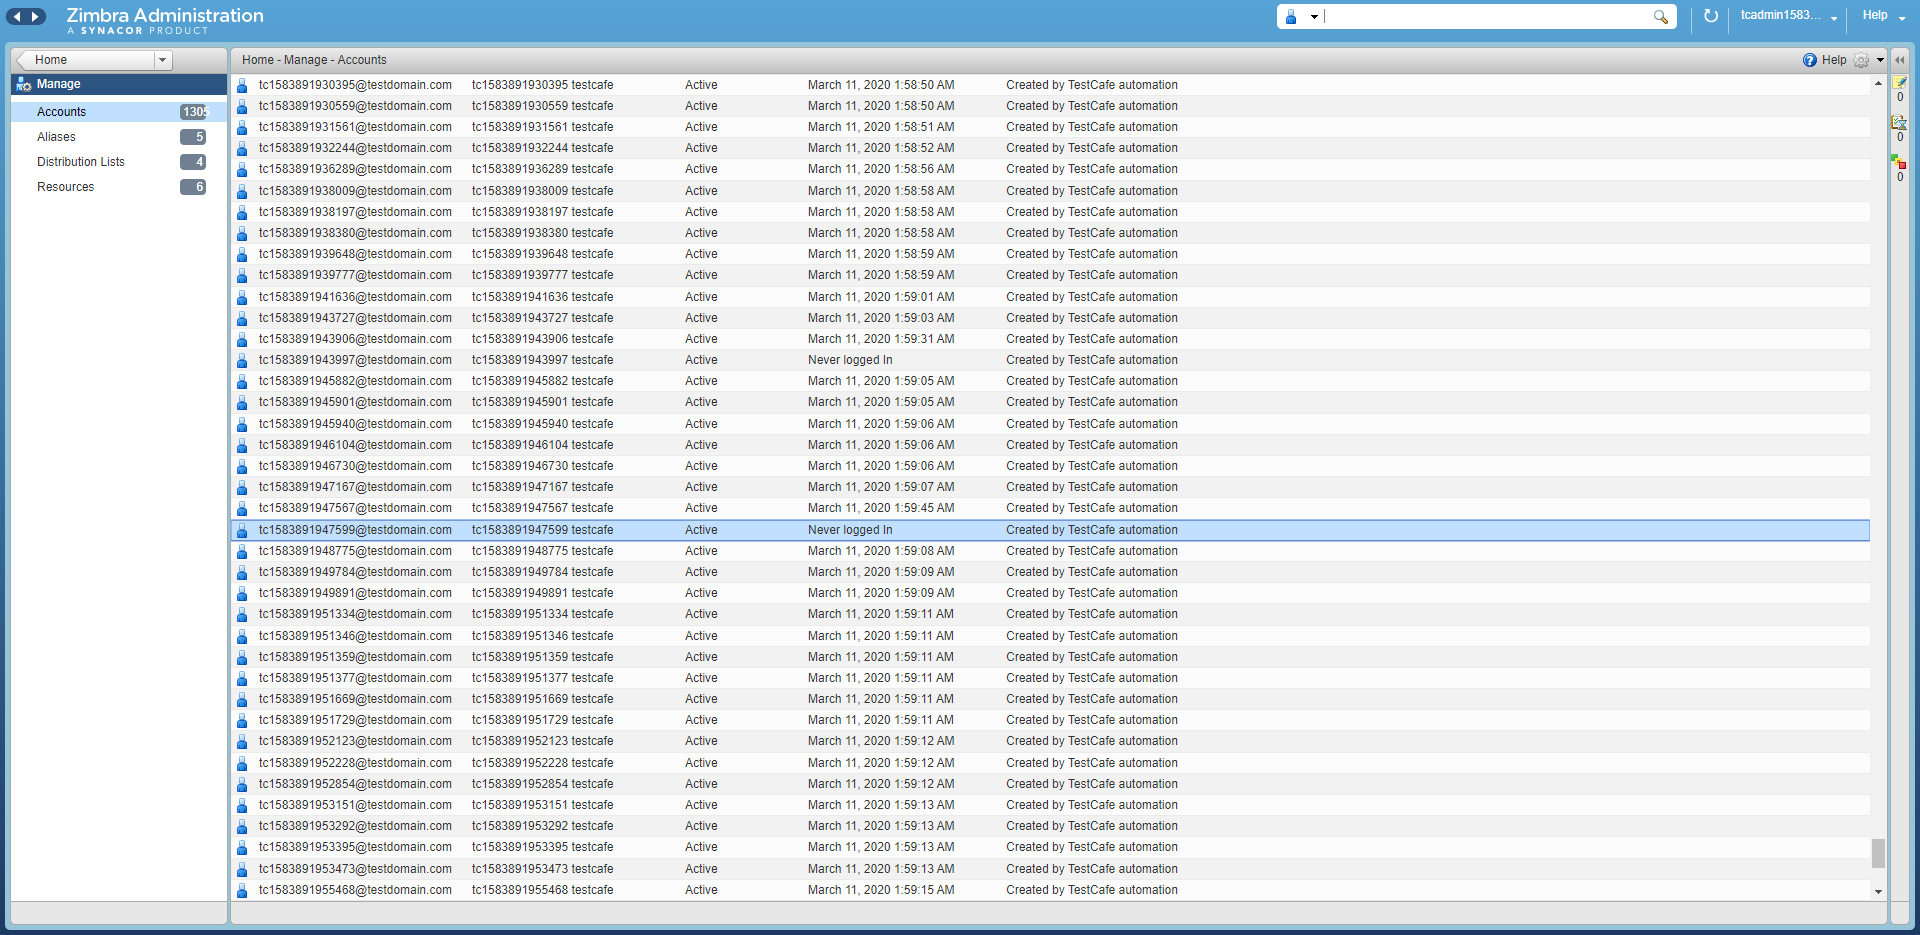 Zimbra Administration
A SYNACOR PRODUCT
tcadmin1583...
Help
Home
Home - Manage - Accounts
Help
Manage
Accounts 1305
Aliases 5
Distribution Lists 4
Resources 6
0
0
0
tc1583891930395@testdomain.com tc1583891930395 testcafe Active March 11, 2020 1:58:50 AM Created by TestCafe automation
tc1583891930559@testdomain.com tc1583891930559 testcafe Active March 11, 2020 1:58:50 AM Created by TestCafe automation
tc1583891931561@testdomain.com tc1583891931561 testcafe Active March 11, 2020 1:58:51 AM Created by TestCafe automation
tc1583891932244@testdomain.com tc1583891932244 testcafe Active March 11, 2020 1:58:52 AM Created by TestCafe automation
tc1583891936289@testdomain.com tc1583891936289 testcafe Active March 11, 2020 1:58:56 AM Created by TestCafe automation
tc1583891938009@testdomain.com tc1583891938009 testcafe Active March 11, 2020 1:58:58 AM Created by TestCafe automation
tc1583891938197@testdomain.com tc1583891938197 testcafe Active March 11, 2020 1:58:58 AM Created by TestCafe automation
tc1583891938380@testdomain.com tc1583891938380 testcafe Active March 11, 2020 1:58:58 AM Created by TestCafe automation
tc1583891939648@testdomain.com tc1583891939648 testcafe Active March 11, 2020 1:58:59 AM Created by TestCafe automation
tc1583891939777@testdomain.com tc1583891939777 testcafe Active March 11, 2020 1:58:59 AM Created by TestCafe automation
tc1583891941636@testdomain.com tc1583891941636 testcafe Active March 11, 2020 1:59:01 AM Created by TestCafe automation
tc1583891943727@testdomain.com tc1583891943727 testcafe Active March 11, 2020 1:59:03 AM Created by TestCafe automation
tc1583891943906@testdomain.com tc1583891943906 testcafe Active March 11, 2020 1:59:31 AM Created by TestCafe automation
tc1583891943997@testdomain.com tc1583891943997 testcafe Active Never logged In Created by TestCafe automation
tc1583891945882@testdomain.com tc1583891945882 testcafe Active March 11, 2020 1:59:05 AM Created by TestCafe automation
tc1583891945901@testdomain.com tc1583891945901 testcafe Active March 11, 2020 1:59:05 AM Created by TestCafe automation
tc1583891945940@testdomain.com tc1583891945940 testcafe Active March 11, 2020 1:59:06 AM Created by TestCafe automation
tc1583891946104@testdomain.com tc1583891946104 testcafe Active March 11, 2020 1:59:06 AM Created by TestCafe automation
tc1583891946730@testdomain.com tc1583891946730 testcafe Active March 11, 2020 1:59:06 AM Created by TestCafe automation
tc1583891947167@testdomain.com tc1583891947167 testcafe Active March 11, 2020 1:59:07 AM Created by TestCafe automation
tc1583891947567@testdomain.com tc1583891947567 testcafe Active March 11, 2020 1:59:45 AM Created by TestCafe automation
tc1583891947599@testdomain.com tc1583891947599 testcafe Active Never logged In Created by TestCafe automation
tc1583891948775@testdomain.com tc1583891948775 testcafe Active March 11, 2020 1:59:08 AM Created by TestCafe automation
tc1583891949784@testdomain.com tc1583891949784 testcafe Active March 11, 2020 1:59:09 AM Created by TestCafe automation
tc1583891949891@testdomain.com tc1583891949891 testcafe Active March 11, 2020 1:59:09 AM Created by TestCafe automation
tc1583891951334@testdomain.com tc1583891951334 testcafe Active March 11, 2020 1:59:11 AM Created by TestCafe automation
tc1583891951346@testdomain.com tc1583891951346 testcafe Active March 11, 2020 1:59:11 AM Created by TestCafe automation
tc1583891951359@testdomain.com tc1583891951359 testcafe Active March 11, 2020 1:59:11 AM Created by TestCafe automation
tc1583891951377@testdomain.com tc1583891951377 testcafe Active March 11, 2020 1:59:11 AM Created by TestCafe automation
tc1583891951669@testdomain.com tc1583891951669 testcafe Active March 11, 2020 1:59:11 AM Created by TestCafe automation
tc1583891951729@testdomain.com tc1583891951729 testcafe Active March 11, 2020 1:59:11 AM Created by TestCafe automation
tc1583891952123@testdomain.com tc1583891952123 testcafe Active March 11, 2020 1:59:12 AM Created by TestCafe automation
tc1583891952228@testdomain.com tc1583891952228 testcafe Active March 11, 2020 1:59:12 AM Created by TestCafe automation
tc1583891952854@testdomain.com tc1583891952854 testcafe Active March 11, 2020 1:59:12 AM Created by TestCafe automation
tc1583891953151@testdomain.com tc1583891953151 testcafe Active March 11, 2020 1:59:13 AM Created by TestCafe automation
tc1583891953292@testdomain.com tc1583891953292 testcafe Active March 11, 2020 1:59:13 AM Created by TestCafe automation
tc1583891953395@testdomain.com tc1583891953395 testcafe Active March 11, 2020 1:59:13 AM Created by TestCafe automation
tc1583891953473@testdomain.com tc1583891953473 testcafe Active March 11, 2020 1:59:13 AM Created by TestCafe automation
tc1583891955468@testdomain.com tc1583891955468 testcafe Active March 11, 2020 1:59:15 AM Created by TestCafe automation